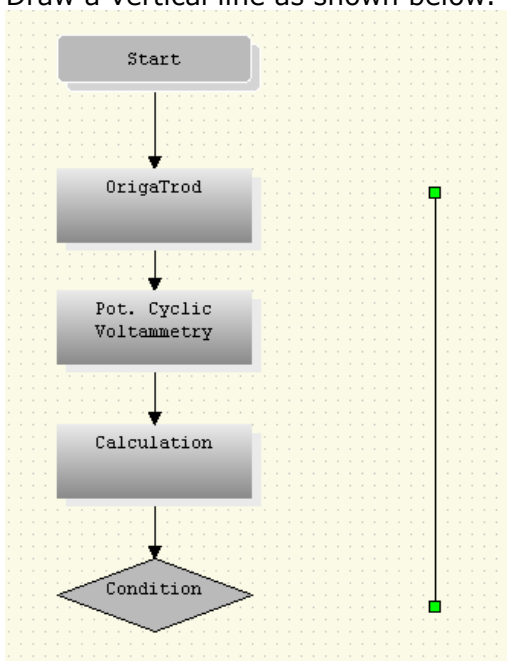 Draw a vertical line as shown below:
Start
OrigaTrod
Pot. Cyclic
Voltammetry
Calculation
Condition